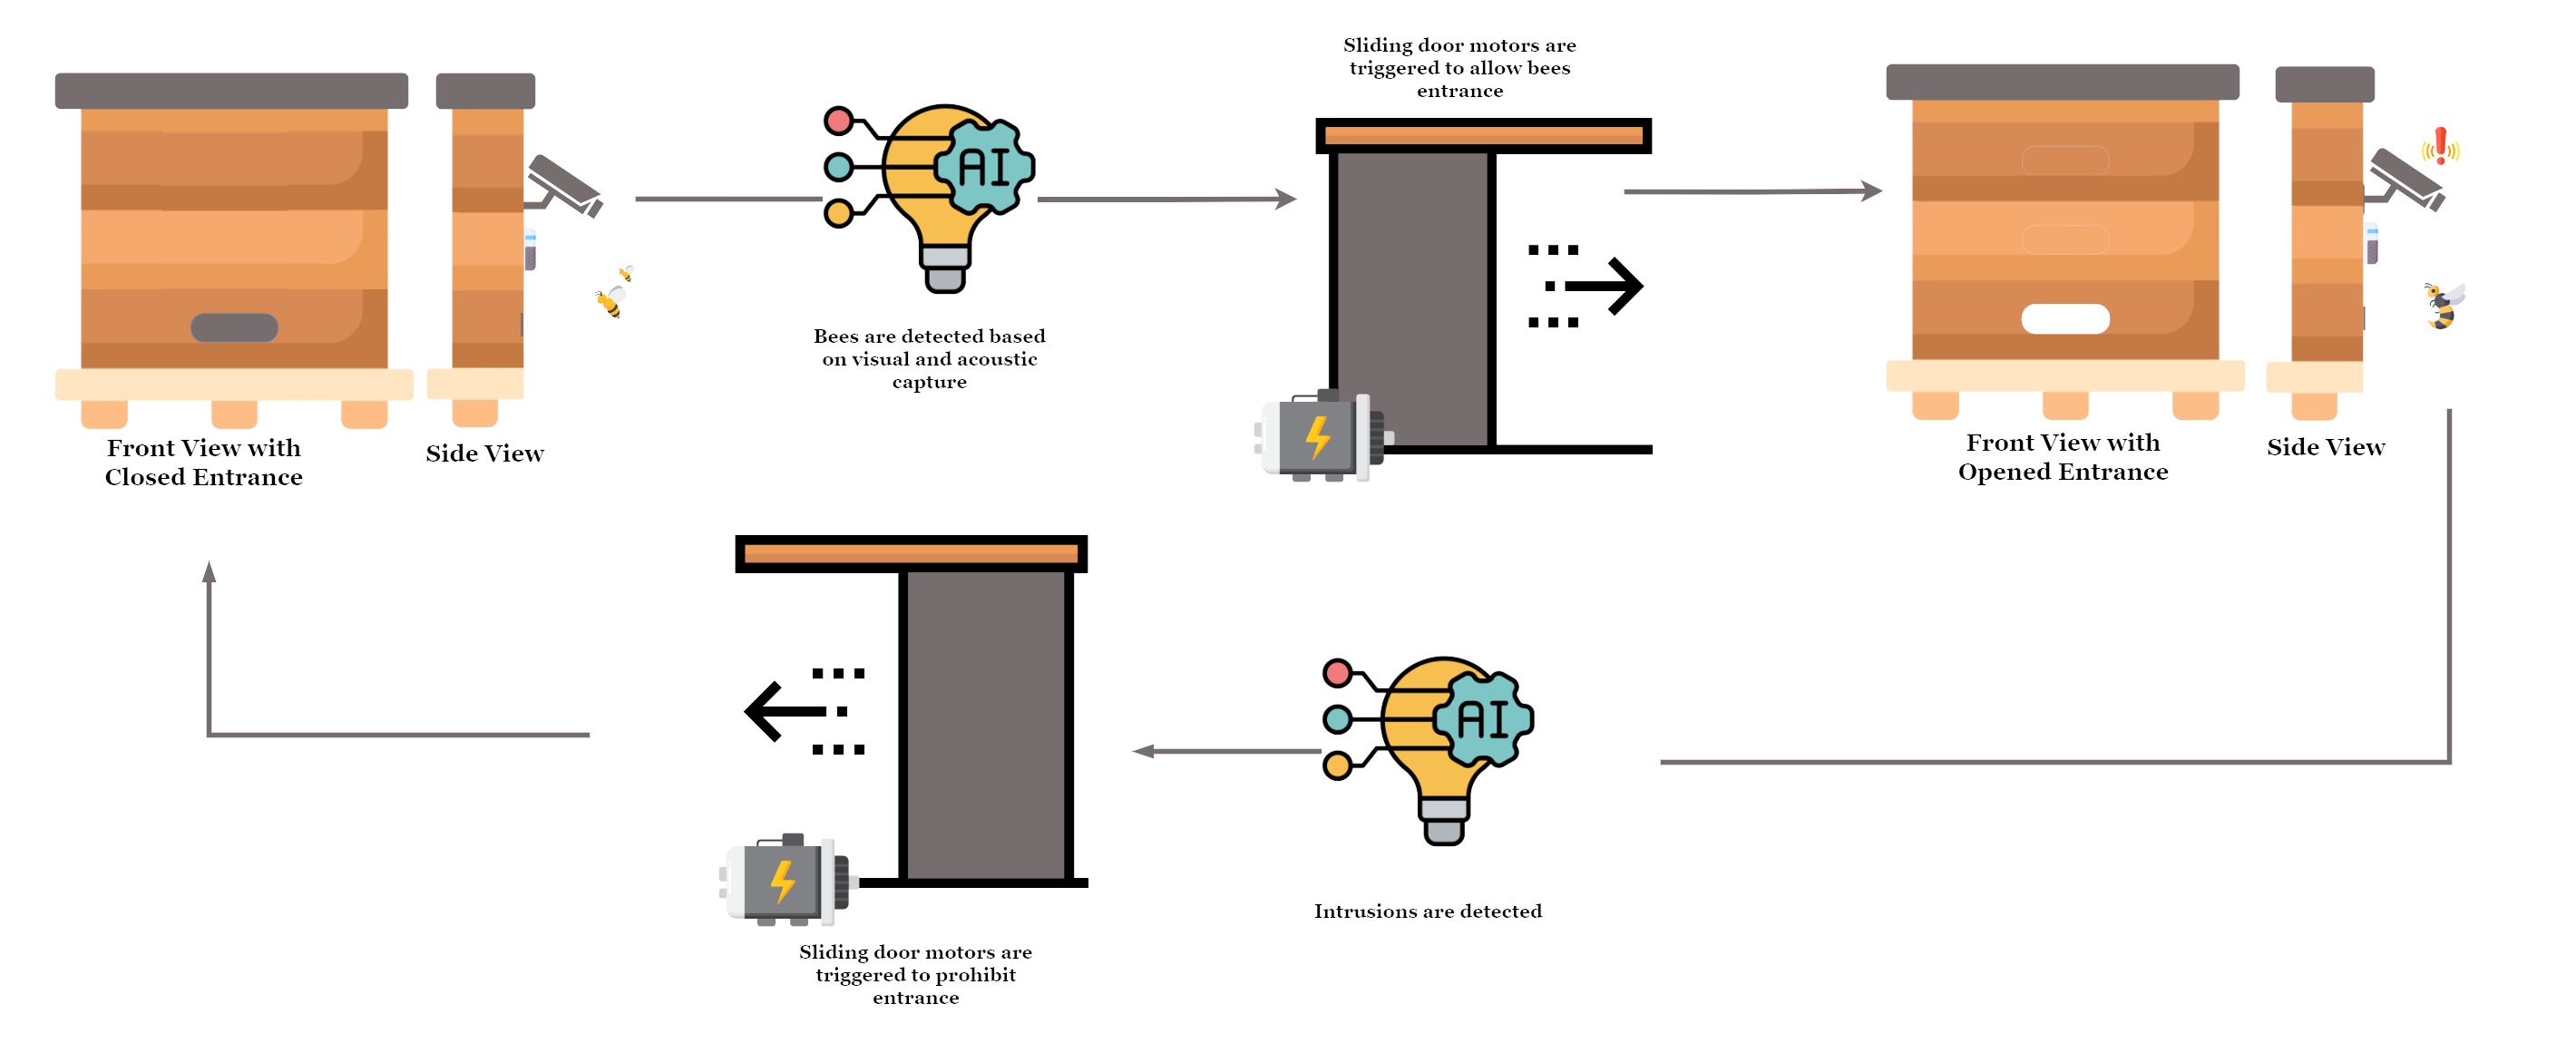 Sliding door motors are
triggered to allow bees
entrance
AI
Bees are detected based
on visual and acoustic
capture
Front View with
Closed Entrance
Side View
Front View with
Opened Entrance
Side View
AI
Intrusions are detected
Sliding door motors are
triggered to prohibit
entrance